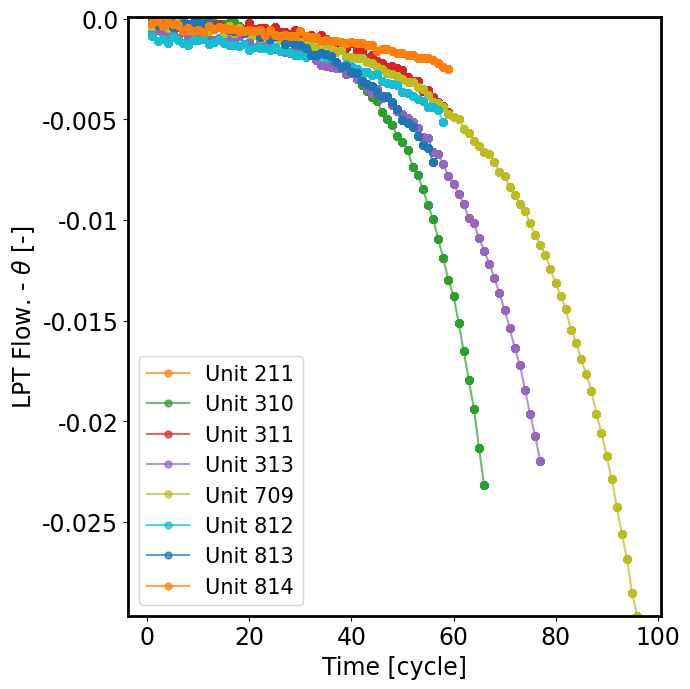 0.0
-0.005
-0.01
-0.015
-0.02
-0.025
LPT Flow. - θ [-]
Unit 211
Unit 310
Unit 311
Unit 313
Unit 709
Unit 812
Unit 813
Unit 814
0 20 40 60 80 100
Time [cycle]